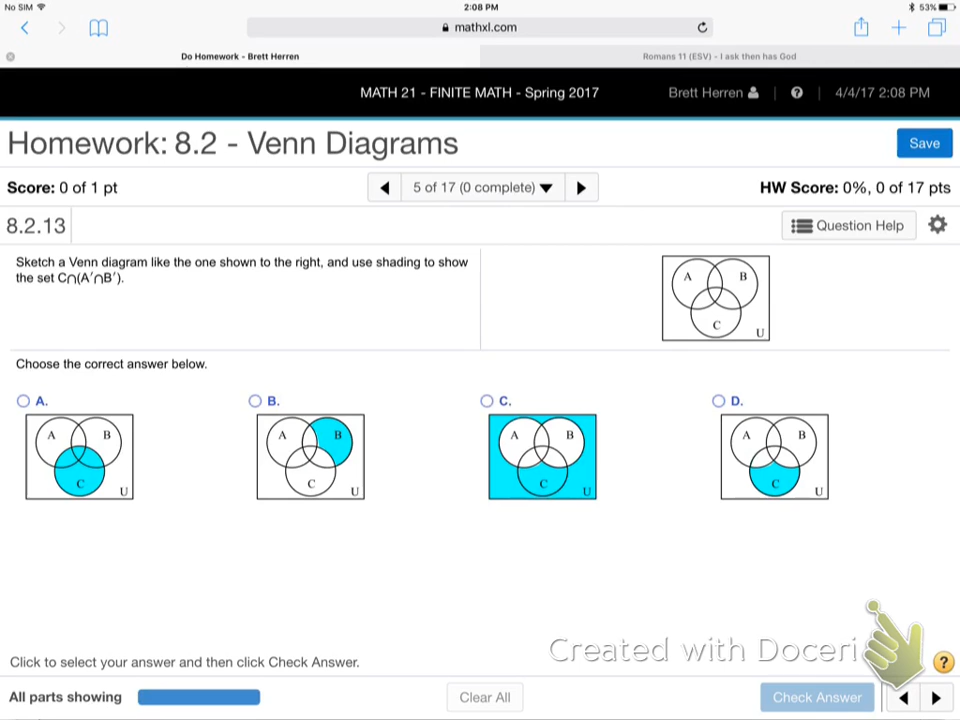 No SIM 2:08 PM 53%
mathxl.com
Do Homework - Brett Herren Romans 11 (ESV) - I ask then has God
MATH 21 - FINITE MATH - Spring 2017 Brett Herren ? 4/4/17 2:08 PM
Homework: 8.2 - Venn Diagrams Save
Score: 0 of 1 pt 5 of 17 (0 complete) HW Score: 0%, 0 of 17 pts
8.2.13 Question Help
Sketch a Venn diagram like the one shown to the right, and use shading to show
the set C∩(A′∩B′).
A B
C
U
Choose the correct answer below.
A. B. C. D.
A B A B A B A B
C C C C
U U U U
Created with Doceri
Click to select your answer and then click Check Answer. ?
All parts showing Clear All Check Answer